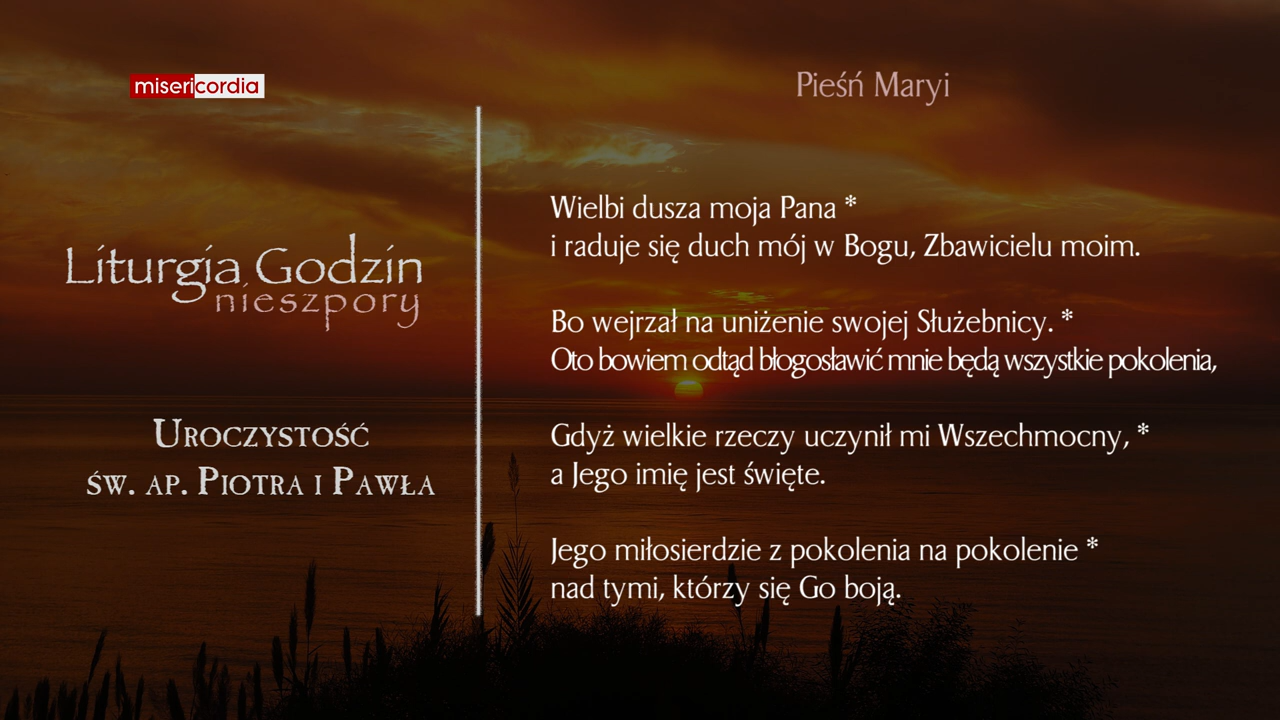 misericordia
Liturgia Godzin
nieszpory
Uroczystość
św. ap. Piotra i Pawła
Pieśń Maryi
Wielbi dusza moja Pana *
i raduje się duch mój w Bogu, Zbawicielu moim.
Bo wejrzał na uniżenie swojej Służebnicy. *
Oto bowiem odtąd błogosławić mnie będą wszystkie pokolenia,
Gdyż wielkie rzeczy uczynił mi Wszechmocny, *
a Jego imię jest święte.
Jego miłosierdzie z pokolenia na pokolenie *
nad tymi, którzy się Go boją.